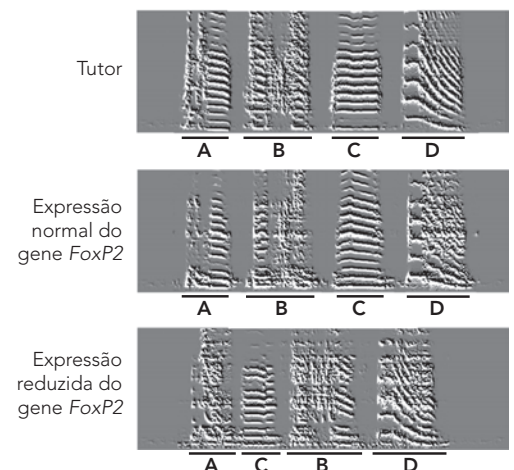 Tutor
A B C D
Expressão
normal do
gene FoxP2
A B C D
Expressão
reduzida do
gene FoxP2
A C B D